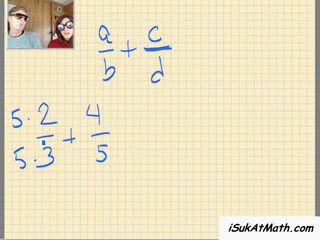 a/b + c/d
5 · 2/5 · 3 + 4/5
iSukAtMath.com